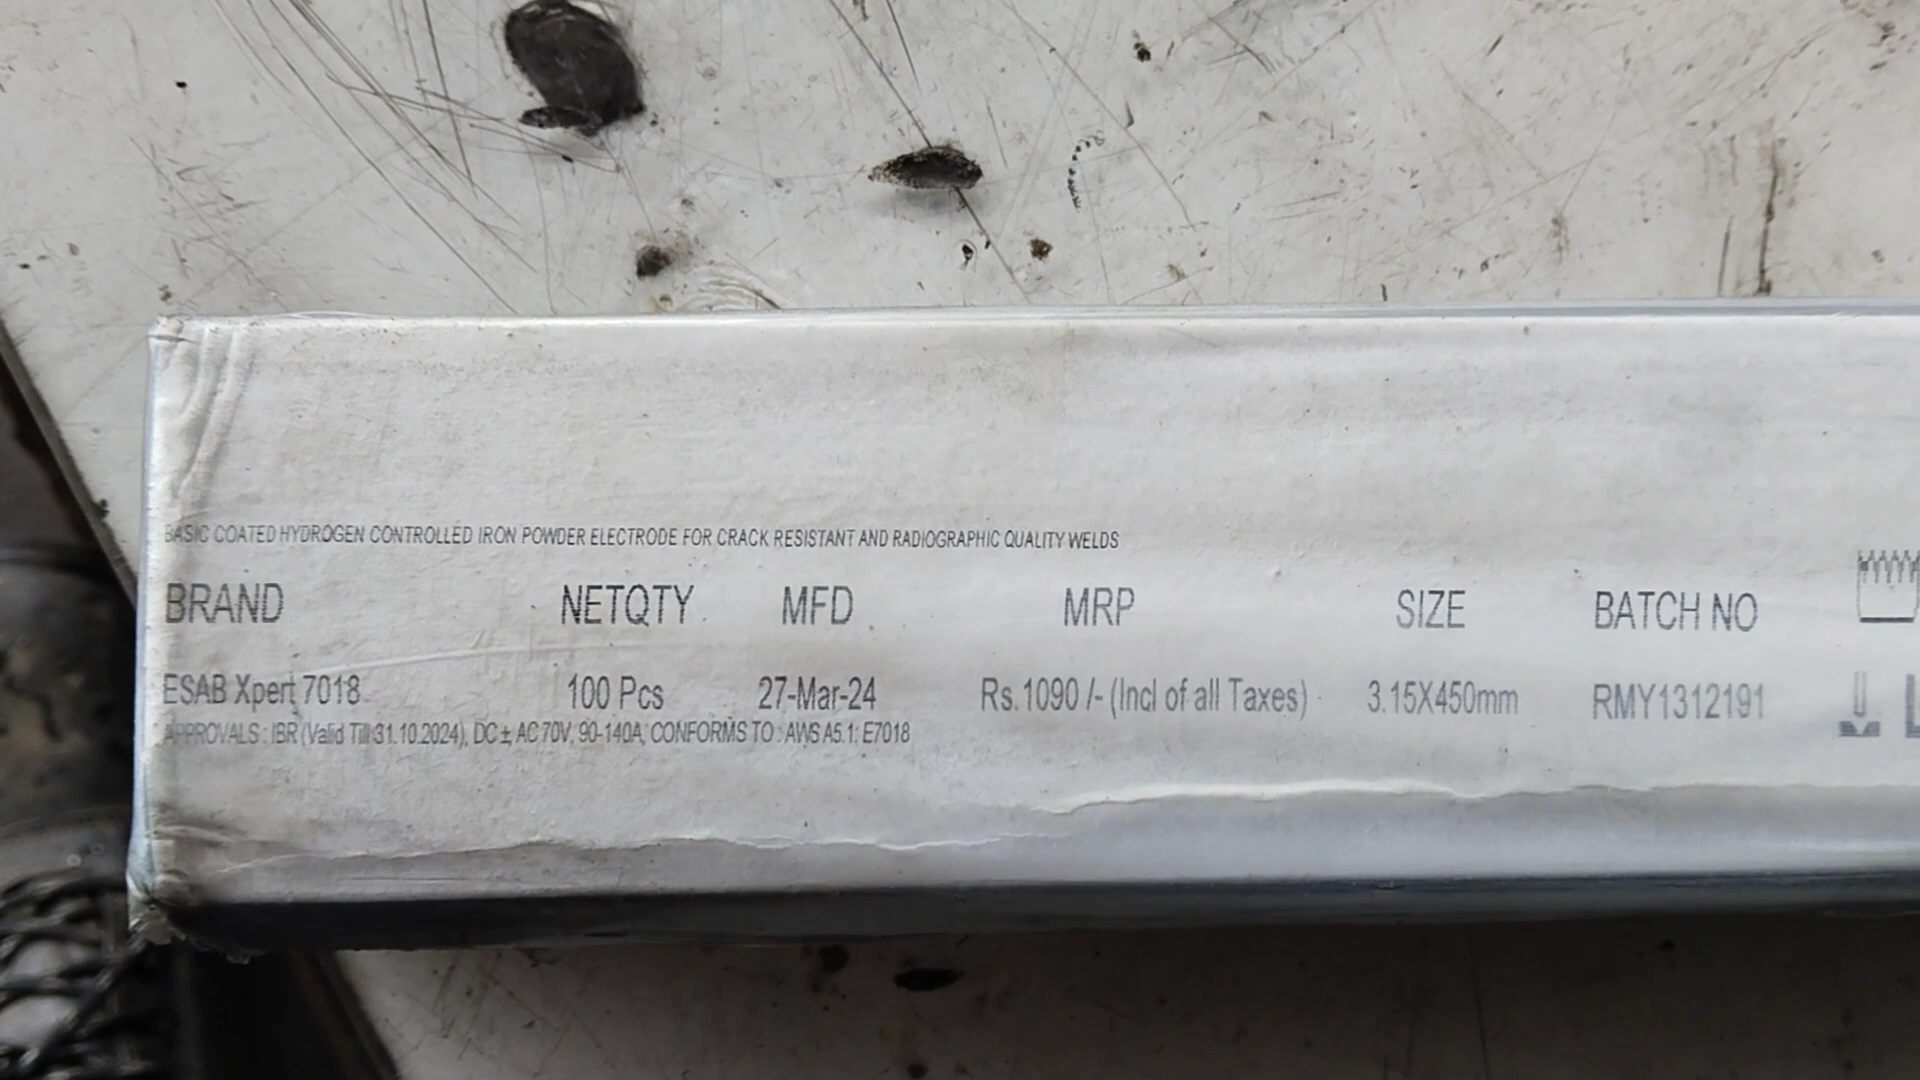 BASIC COATED HYDROGEN CONTROLLED IRON POWDER ELECTRODE FOR CRACK RESISTANT AND RADIOGRAPHIC QUALITY WELDS
BRAND NETQTY MFD MRP SIZE BATCH NO
ESAB Xpert 7018 100 Pcs 27-Mar-24 Rs.1090 /- (Incl of all Taxes) 3.15X450mm RMY1312191
APPROVALS : IBR (Valid Till:31.10.2024), DC ±, AC 70V, 90-140A, CONFORMS TO : AWS A5.1: E7018